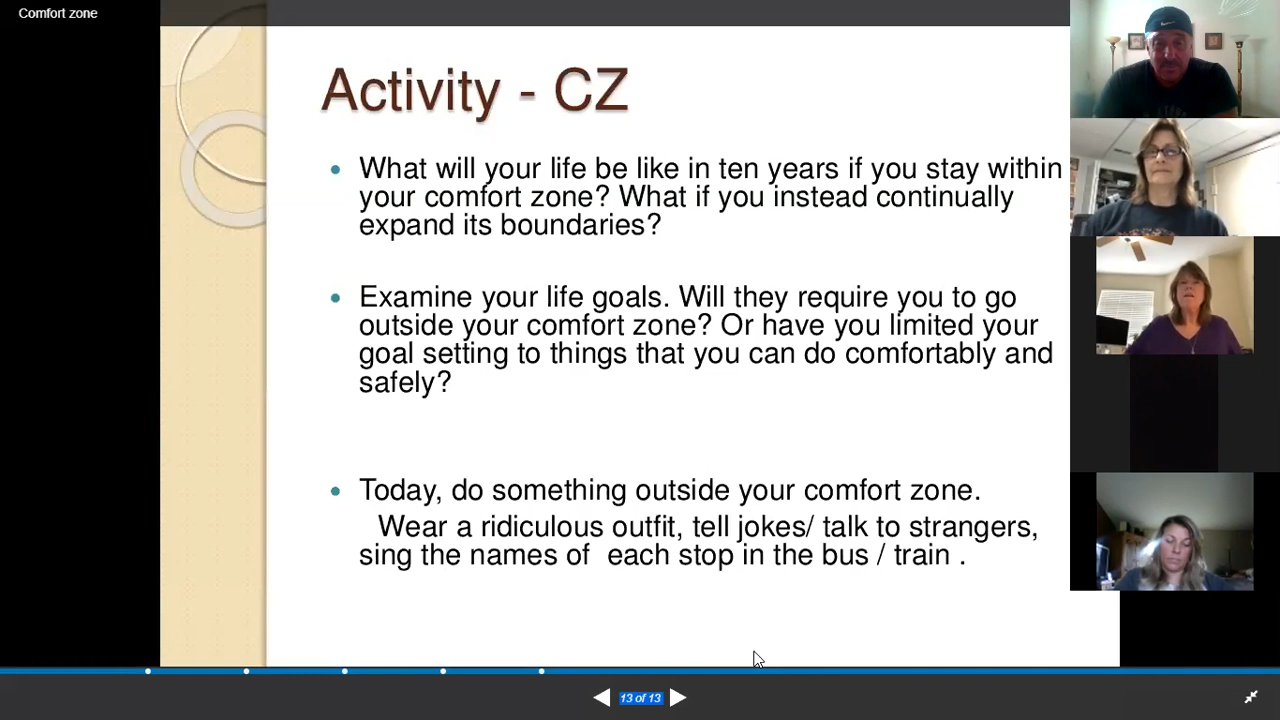 Comfort zone
Activity - CZ
What will your life be like in ten years if you stay within
your comfort zone? What if you instead continually
expand its boundaries?
Examine your life goals. Will they require you to go
outside your comfort zone? Or have you limited your
goal setting to things that you can do comfortably and
safely?
Today, do something outside your comfort zone.
Wear a ridiculous outfit, tell jokes/ talk to strangers,
sing the names of each stop in the bus / train .
13 of 13